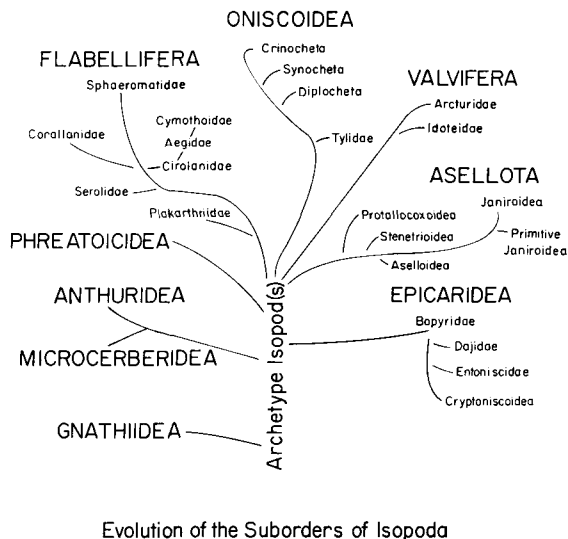 ONISCOIDEA
Crinocheta
Synocheta
Diplocheta
Tylidae
FLABELLIFERA
Sphaeromatidae
Cymothoidae
Corallanidae
Aegidae
Cirolanidae
Serolidae
Plakarthriidae
VALVIFERA
Arcturidae
Idoteidae
ASELLOTA
Janiroidea
Protallocoxoidea
Stenetrioidea
Primitive
Janiroidea
Aselloidea
PHREATOICIDEA
ANTHURIDEA
MICROCERBERIDEA
GNATHIIDEA
EPICARIDEA
Bopyridae
Dajidae
Entoniscidae
Cryptoniscoidea
Archetype Isopod(s)
Evolution of the Suborders of Isopoda